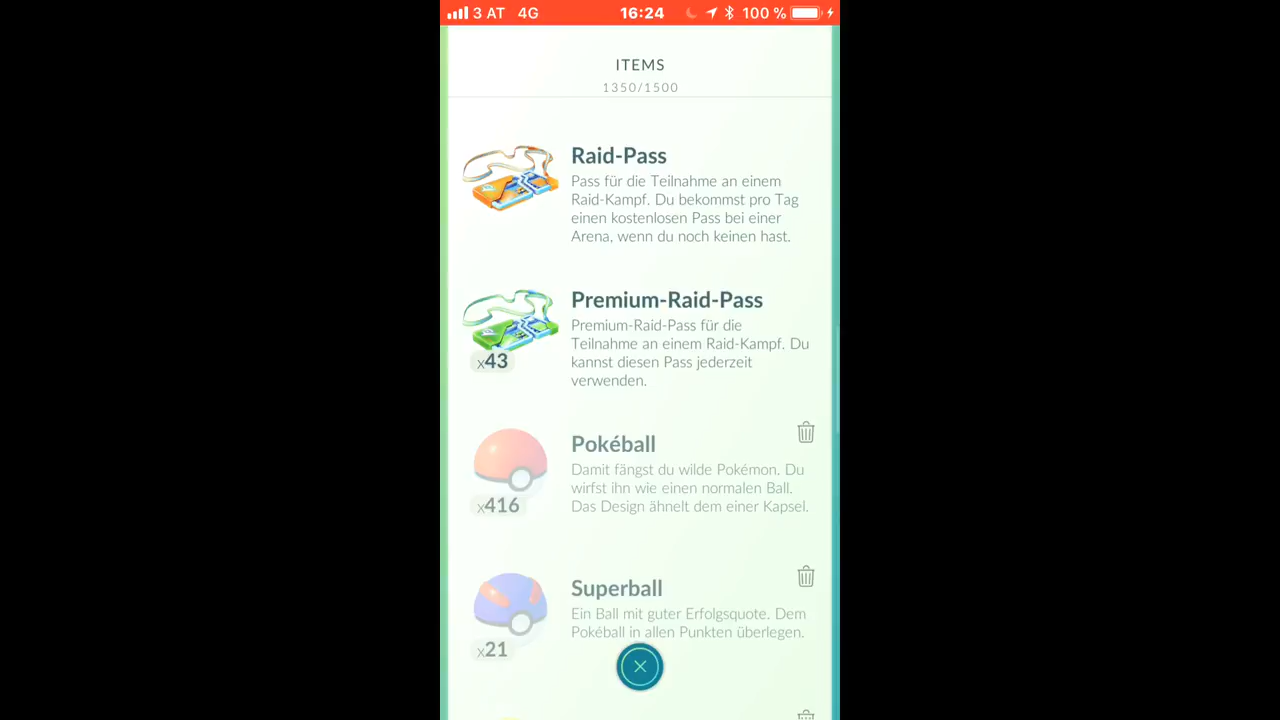 3 AT 4G 16:24 100 %
ITEMS
1350/1500
Raid-Pass
Pass für die Teilnahme an einem
Raid-Kampf. Du bekommst pro Tag
einen kostenlosen Pass bei einer
Arena, wenn du noch keinen hast.
Premium-Raid-Pass
Premium-Raid-Pass für die
Teilnahme an einem Raid-Kampf. Du
kannst diesen Pass jederzeit
verwenden.
x43
Pokéball
Damit fängst du wilde Pokémon. Du
wirfst ihn wie einen normalen Ball.
Das Design ähnelt dem einer Kapsel.
x416
Superball
Ein Ball mit guter Erfolgsquote. Dem
Pokéball in allen Punkten überlegen.
x21